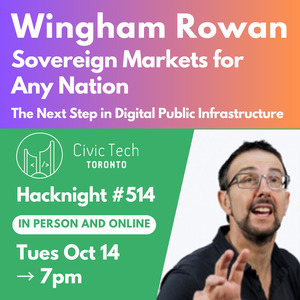 Wingham Rowan
Sovereign Markets for
Any Nation
The Next Step in Digital Public Infrastructure
Civic Tech
TORONTO
Hacknight #514
IN PERSON AND ONLINE
Tues Oct 14
→ 7pm